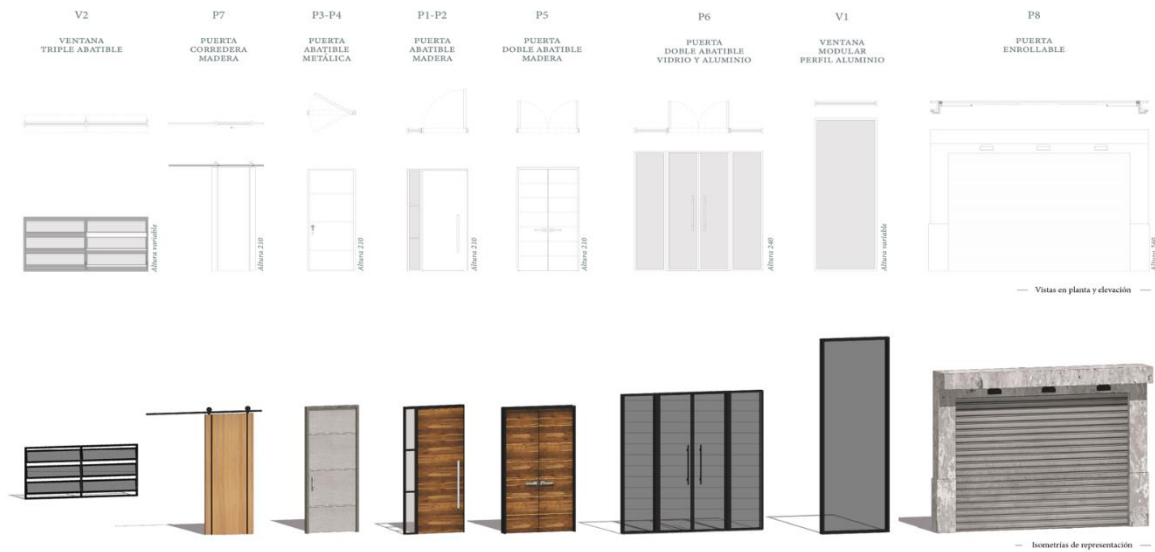 V2
VENTANA
TRIPLE ABATIBLE
P7
PUERTA
CORREDERA
MADERA
P3-P4
PUERTA
ABATIBLE
METÁLICA
P1-P2
PUERTA
ABATIBLE
MADERA
P5
PUERTA
DOBLE ABATIBLE
MADERA
P6
PUERTA
DOBLE ABATIBLE
VIDRIO Y ALUMINIO
V1
VENTANA
MODULAR
PERFIL ALUMINIO
P8
PUERTA
ENROLLABLE
Altura variable
Altura 210
Altura 210
Altura 210
Altura 210
Altura 240
Altura variable
Altura 240
Vistas en planta y elevación
Isometrías de representación